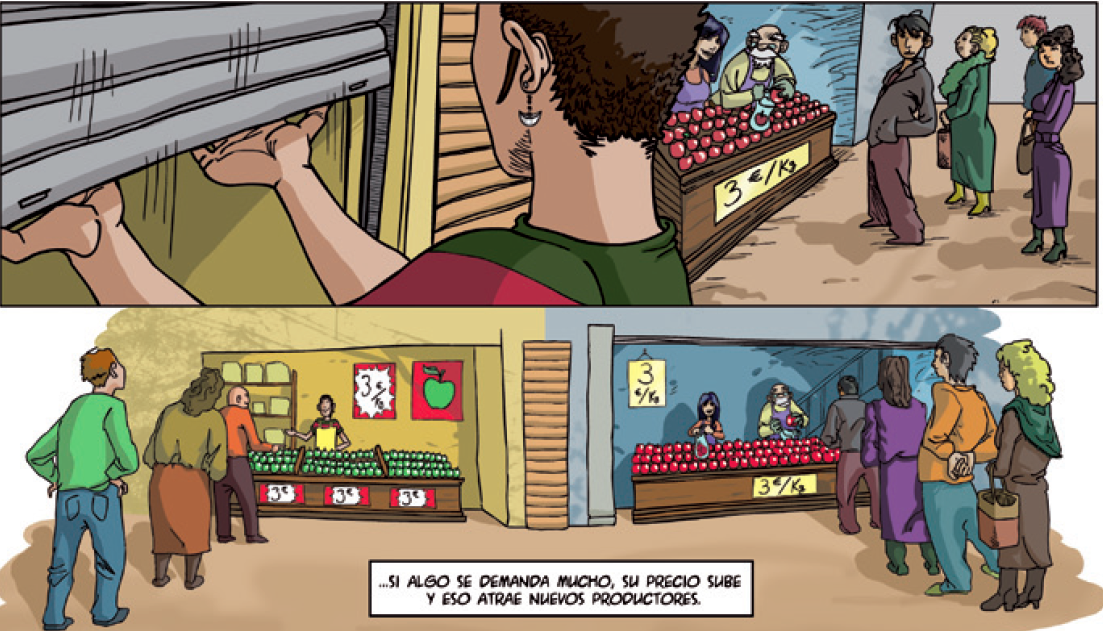 3 €/Kg
3
€/Kg
3
€/Kg
3€
3€
3€
3€/Kg
...SI ALGO SE DEMANDA MUCHO, SU PRECIO SUBE
Y ESO ATRAE NUEVOS PRODUCTORES.